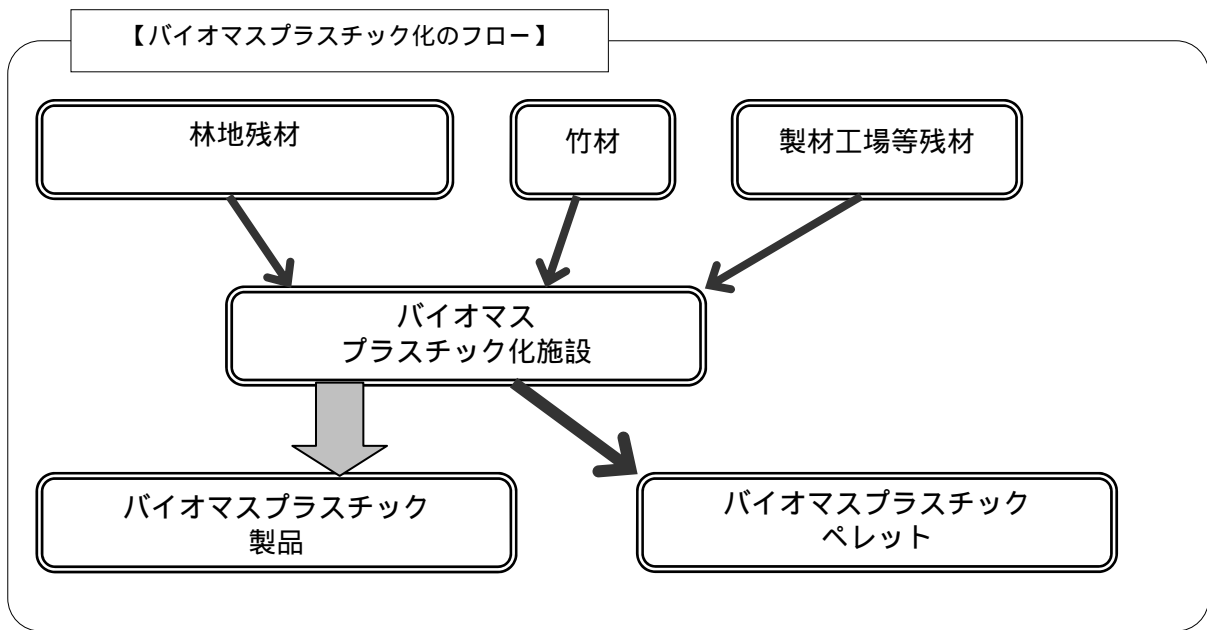 【バイオマスプラスチック化のフロー】
林地残材
竹材
製材工場等残材
バイオマス
プラスチック化施設
バイオマスプラスチック
製品
バイオマスプラスチック
ペレット